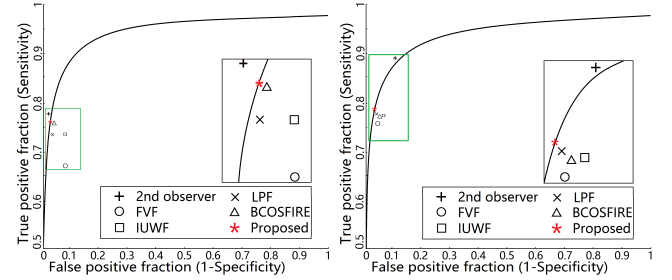 True positive fraction (Sensitivity)
1
0.9
0.8
0.7
0.6
0.5
0 0.1 0.2 0.3 0.4 0.5 0.6 0.7 0.8 0.9 1
False positive fraction (1-Specificity)
2nd observer LPF
FVF BCOSFIRE
IUWF Proposed
True positive fraction (Sensitivity)
1
0.9
0.8
0.7
0.6
0.5
0 0.1 0.2 0.3 0.4 0.5 0.6 0.7 0.8 0.9 1
False positive fraction (1-Specificity)
2nd observer LPF
FVF BCOSFIRE
IUWF Proposed